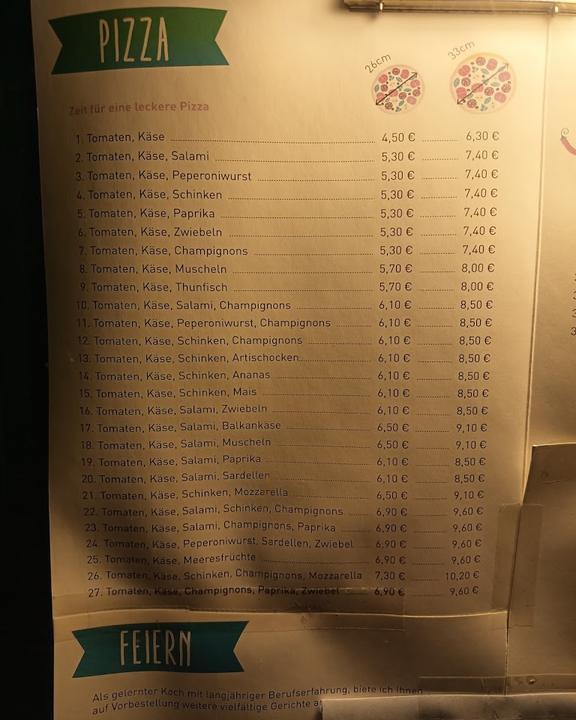 PIZZA
26cm 33cm
Zeit für eine leckere Pizza
1. Tomaten, Käse 4,50 € 6,30 €
2. Tomaten, Käse, Salami 5,30 € 7,40 €
3. Tomaten, Käse, Peperoniwurst 5,30 € 7,40 €
4. Tomaten, Käse, Schinken 5,30 € 7,40 €
5. Tomaten, Käse, Paprika 5,30 € 7,40 €
6. Tomaten, Käse, Zwiebeln 5,30 € 7,40 €
7. Tomaten, Käse, Champignons 5,30 € 7,40 €
8. Tomaten, Käse, Muscheln 5,70 € 8,00 €
9. Tomaten, Käse, Thunfisch 5,70 € 8,00 €
10. Tomaten, Käse, Salami, Champignons 6,10 € 8,50 €
11. Tomaten, Käse, Peperoniwurst, Champignons 6,10 € 8,50 €
12. Tomaten, Käse, Schinken, Champignons 6,10 € 8,50 €
13. Tomaten, Käse, Schinken, Artischocken 6,10 € 8,50 €
14. Tomaten, Käse, Schinken, Ananas 6,10 € 8,50 €
15. Tomaten, Käse, Schinken, Mais 6,10 € 8,50 €
16. Tomaten, Käse, Salami, Zwiebeln 6,10 € 8,50 €
17. Tomaten, Käse, Salami, Balkankäse 6,50 € 9,10 €
18. Tomaten, Käse, Salami, Muscheln 6,50 € 9,10 €
19. Tomaten, Käse, Salami, Paprika 6,10 € 8,50 €
20. Tomaten, Käse, Salami, Sardellen 6,10 € 8,50 €
21. Tomaten, Käse, Schinken, Mozzarella 6,50 € 9,10 €
22. Tomaten, Käse, Salami, Schinken, Champignons 6,90 € 9,60 €
23. Tomaten, Käse, Salami, Champignons, Paprika 6,90 € 9,60 €
24. Tomaten, Käse, Peperoniwurst, Sardellen, Zwiebel 6,90 € 9,60 €
25. Tomaten, Käse, Meeresfrüchte 6,90 € 9,60 €
26. Tomaten, Käse, Schinken, Champignons, Mozzarella 7,30 € 10,20 €
27. Tomaten, Käse, Champignons, Paprika, Zwiebel 6,90 € 9,60 €
FEIERN
Als gelernter Koch mit langjähriger Berufserfahrung, biete ich Ihnen
auf Vorbestellung weitere vielfältige Gerichte